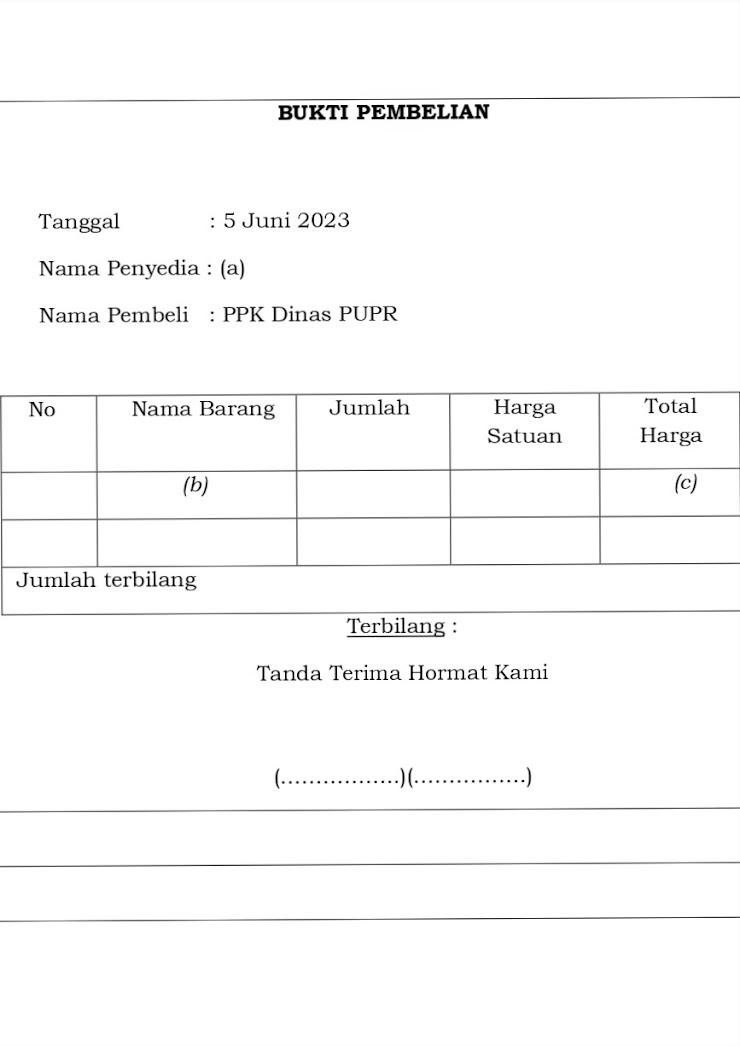 BUKTI PEMBELIAN
Tanggal : 5 Juni 2023
Nama Penyedia : (a)
Nama Pembeli : PPK Dinas PUPR
No Nama Barang Jumlah Harga Satuan Total Harga
(b) (c)
Jumlah terbilang
Terbilang :
Tanda Terima Hormat Kami
(.................)(................)